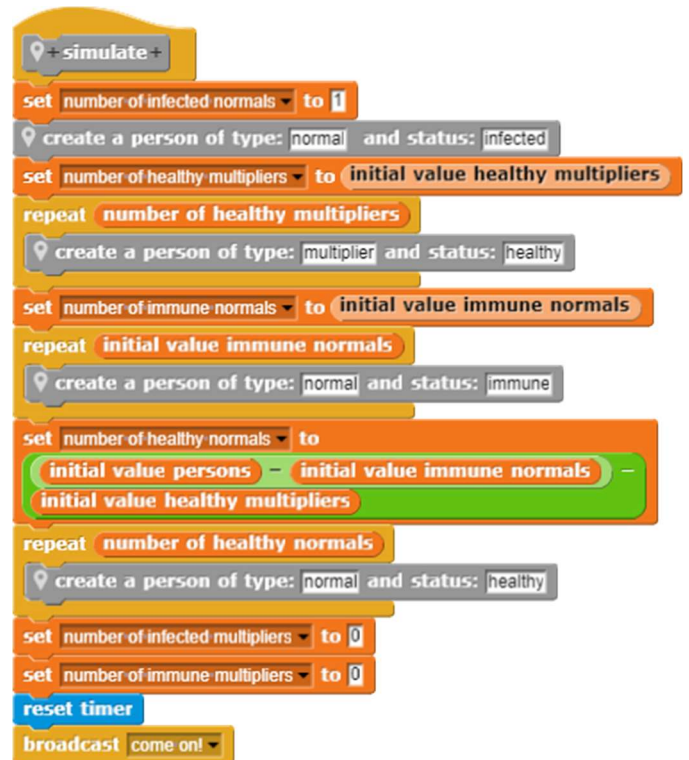 +simulate+
set number of infected normals to 1
create a person of type: normal and status: infected
set number of healthy multipliers to initial value healthy multipliers
repeat number of healthy multipliers
create a person of type: multiplier and status: healthy
set number of immune normals to initial value immune normals
repeat initial value immune normals
create a person of type: normal and status: immune
set number of healthy normals to
initial value persons - initial value immune normals -
initial value healthy multipliers
repeat number of healthy normals
create a person of type: normal and status: healthy
set number of infected multipliers to 0
set number of immune multipliers to 0
reset timer
broadcast come on!